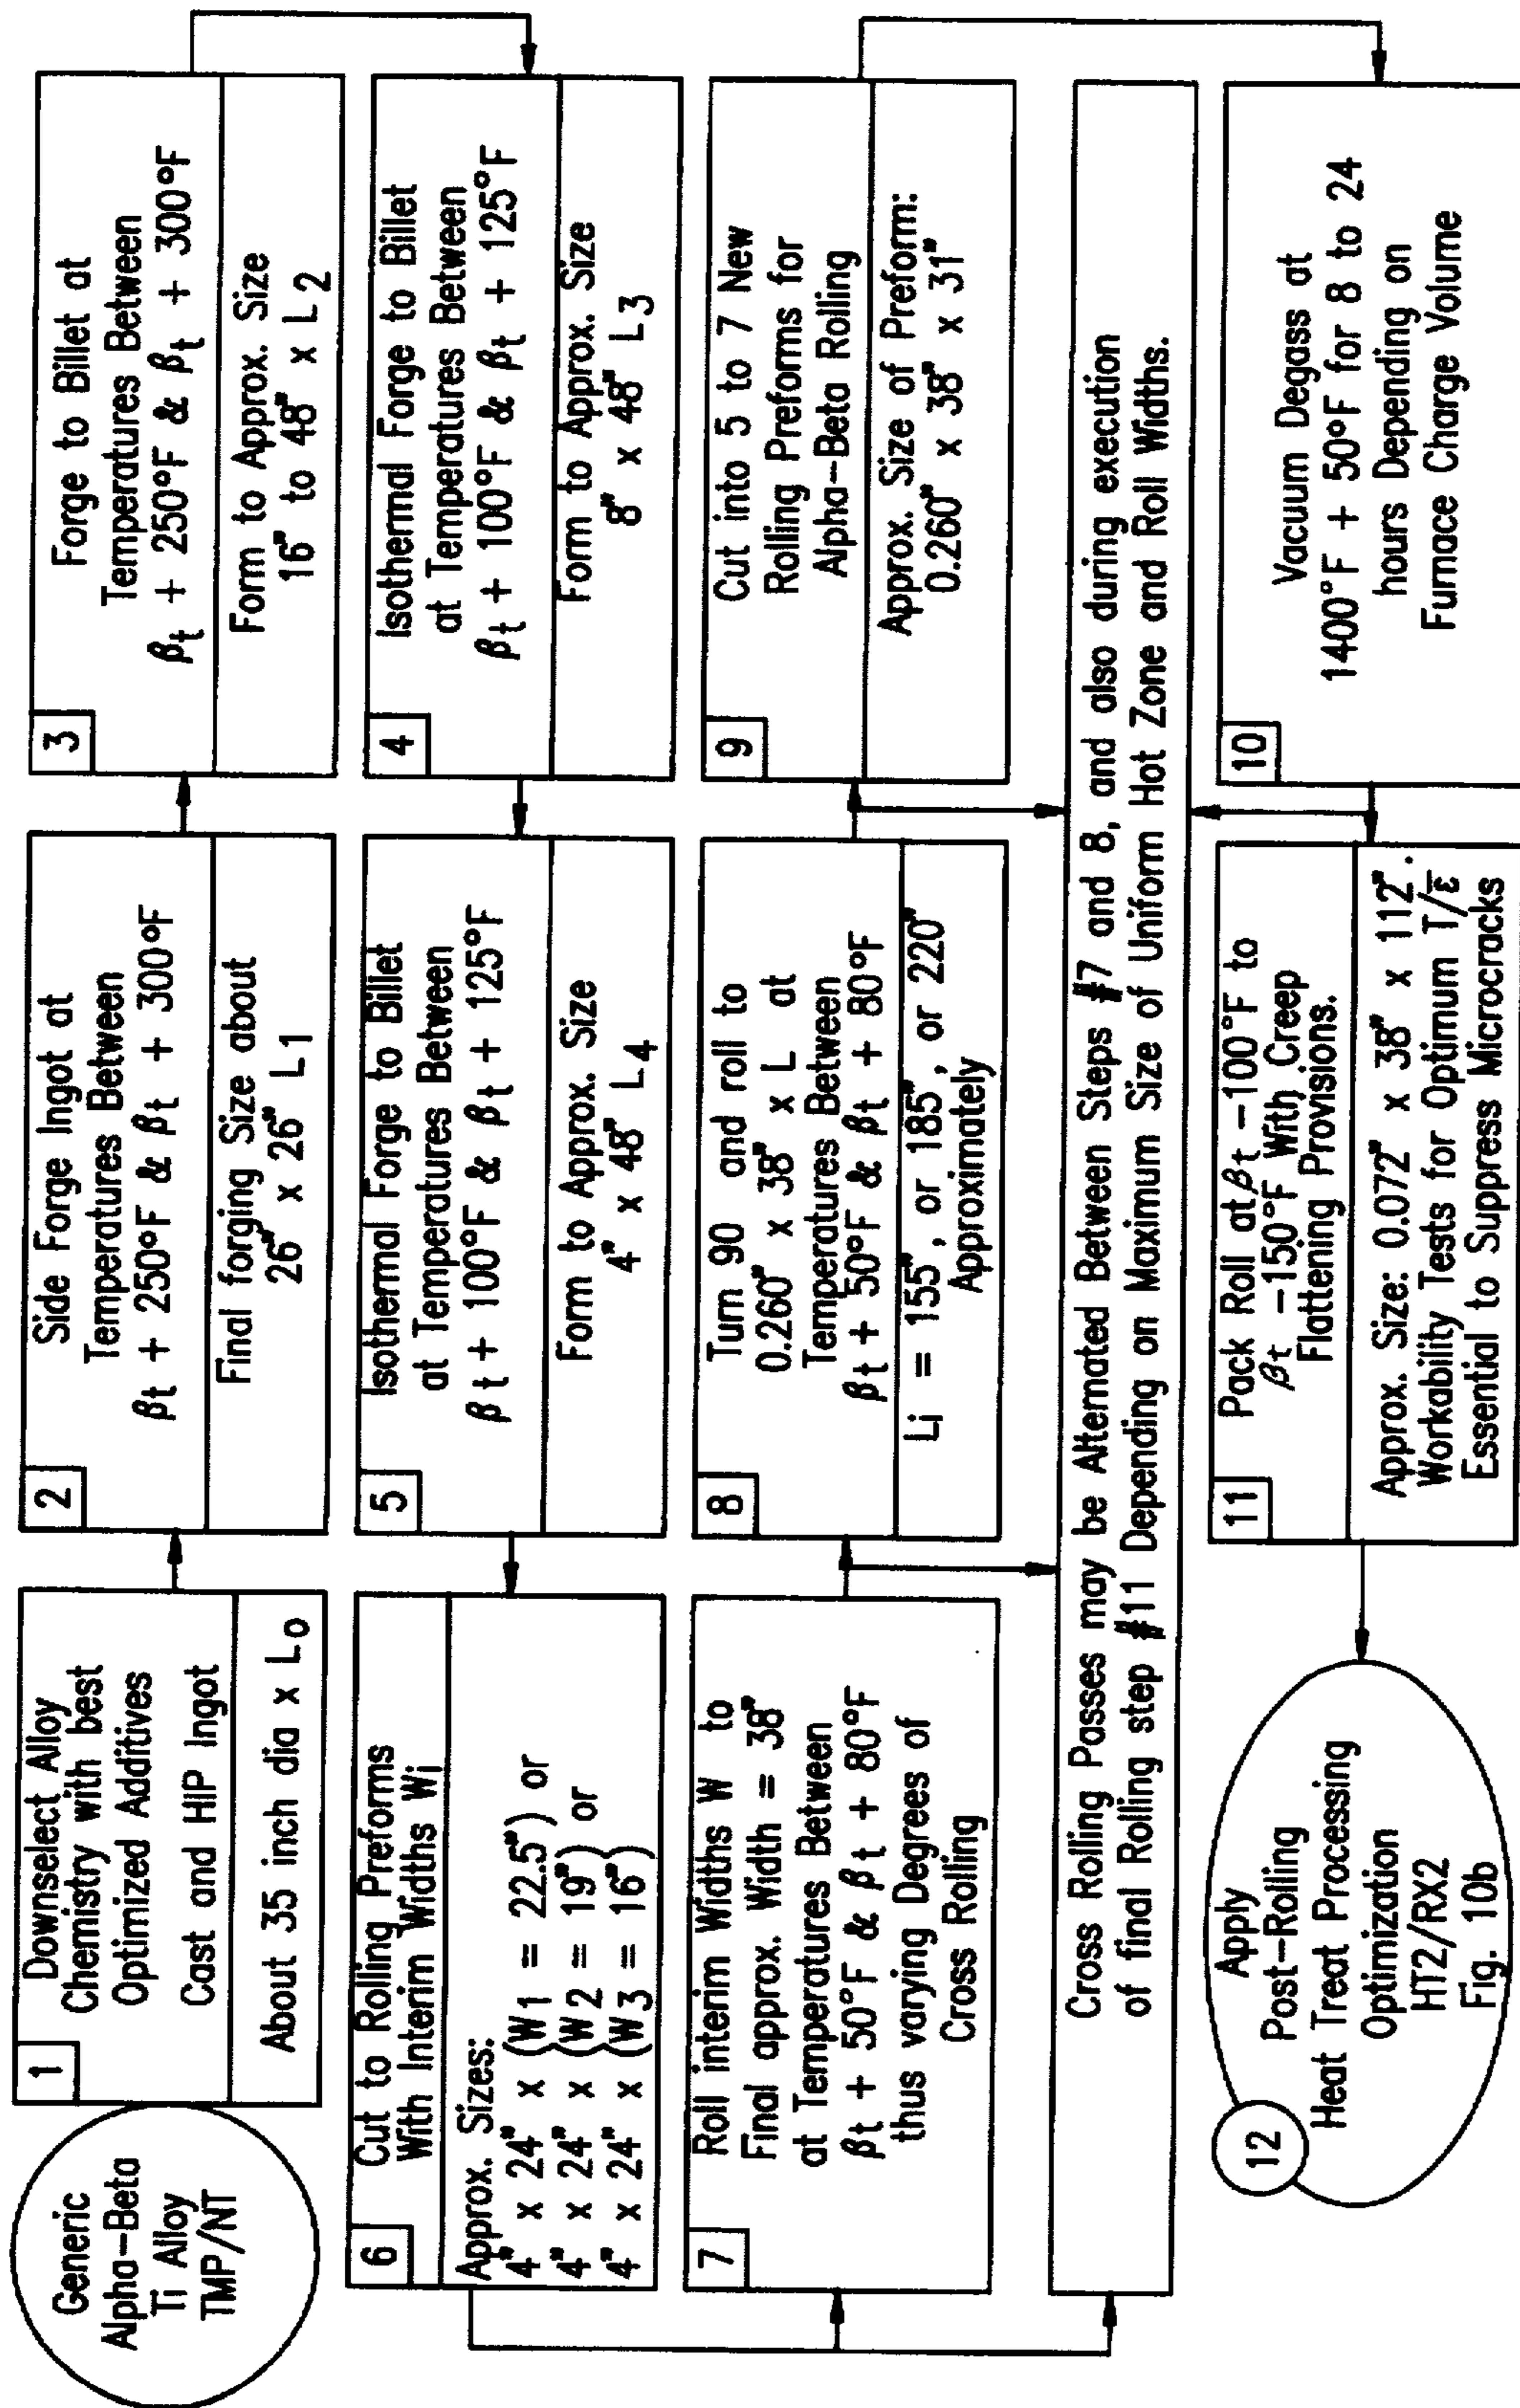 Generic
Alpha-Beta
Ti Alloy
TMP/NT
1
Downselect Alloy
Chemistry with best
Optimized Additives
Cast and HIP Ingot
About 35 inch dia x L0
2
Side Forge Ingot at
Temperatures Between
βt + 250°F & βt + 300°F
Final forging Size about
26" x 26" L1
3
Forge to Billet at
Temperatures Between
βt + 250°F & βt + 300°F
Form to Approx. Size
16" to 48" x L2
4
Isothermal Forge to Billet
at Temperatures Between
βt + 100°F & βt + 125°F
Form to Approx. Size
8" x 48" L3
5
Isothermal Forge to Billet
at Temperatures Between
βt + 100°F & βt + 125°F
Form to Approx. Size
4" x 48" L4
6
Cut to Rolling Preforms
With Interim Widths Wi
Approx. Sizes:
4" x 24" x (W1 = 22.5") or
4" x 24" x (W2 = 19") or
4" x 24" x (W3 = 16")
7
Roll interim Widths W to
Final approx. Width = 38"
at Temperatures Between
βt + 50°F & βt + 80°F
thus varying Degrees of
Cross Rolling
8
Turn 90 and roll to
0.260" x 38" x L at
Temperatures Between
βt + 50°F & βt + 80°F
Li = 155", or 185", or 220"
Approximately
9
Cut into 5 to 7 New
Rolling Preforms for
Alpha-Beta Rolling
Approx. Size of Preform:
0.260" x 38" x 31"
Cross Rolling Passes may be Alternated Between Steps #7 and 8, and also during execution
of final Rolling step #11 Depending on Maximum Size of Uniform Hot Zone and Roll Widths.
10
Vacuum Degass at
1400°F + 50°F for 8 to 24
hours Depending on
Furnace Charge Volume
11
Pack Roll at βt -100°F to
βt -150°F With Creep
Flattening Provisions.
Approx. Size: 0.072" x 38" x 112".
Workability Tests for Optimum T/ε̄
Essential to Suppress Microcracks
12
Apply
Post-Rolling
Heat Treat Processing
Optimization
HT2/RX2
Fig. 10b